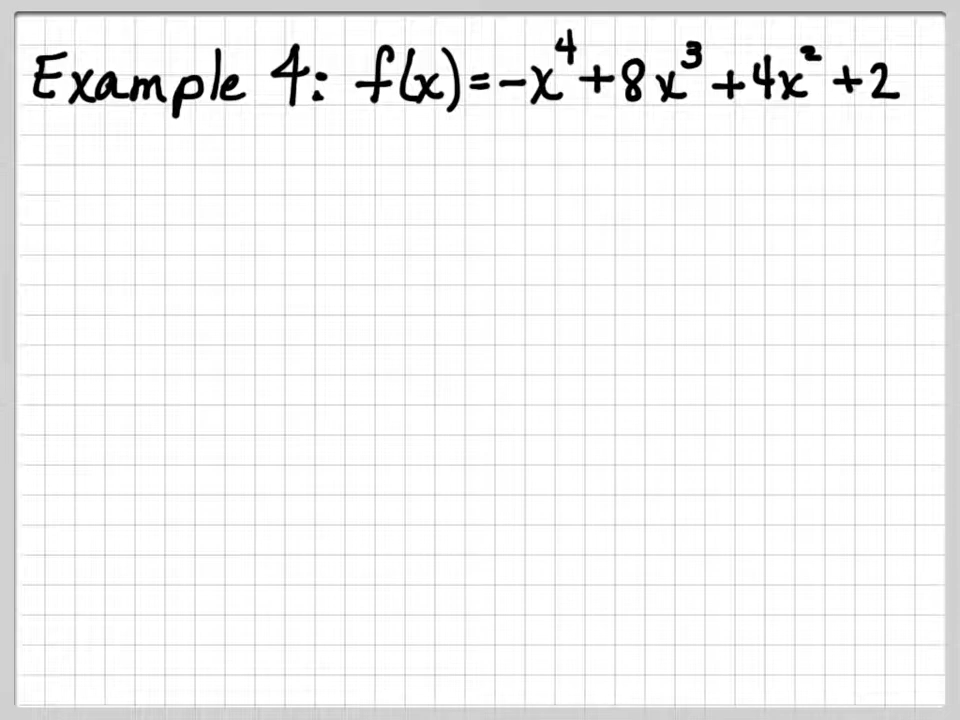 Example 4: f(x) = -x⁴ + 8x³ + 4x² + 2